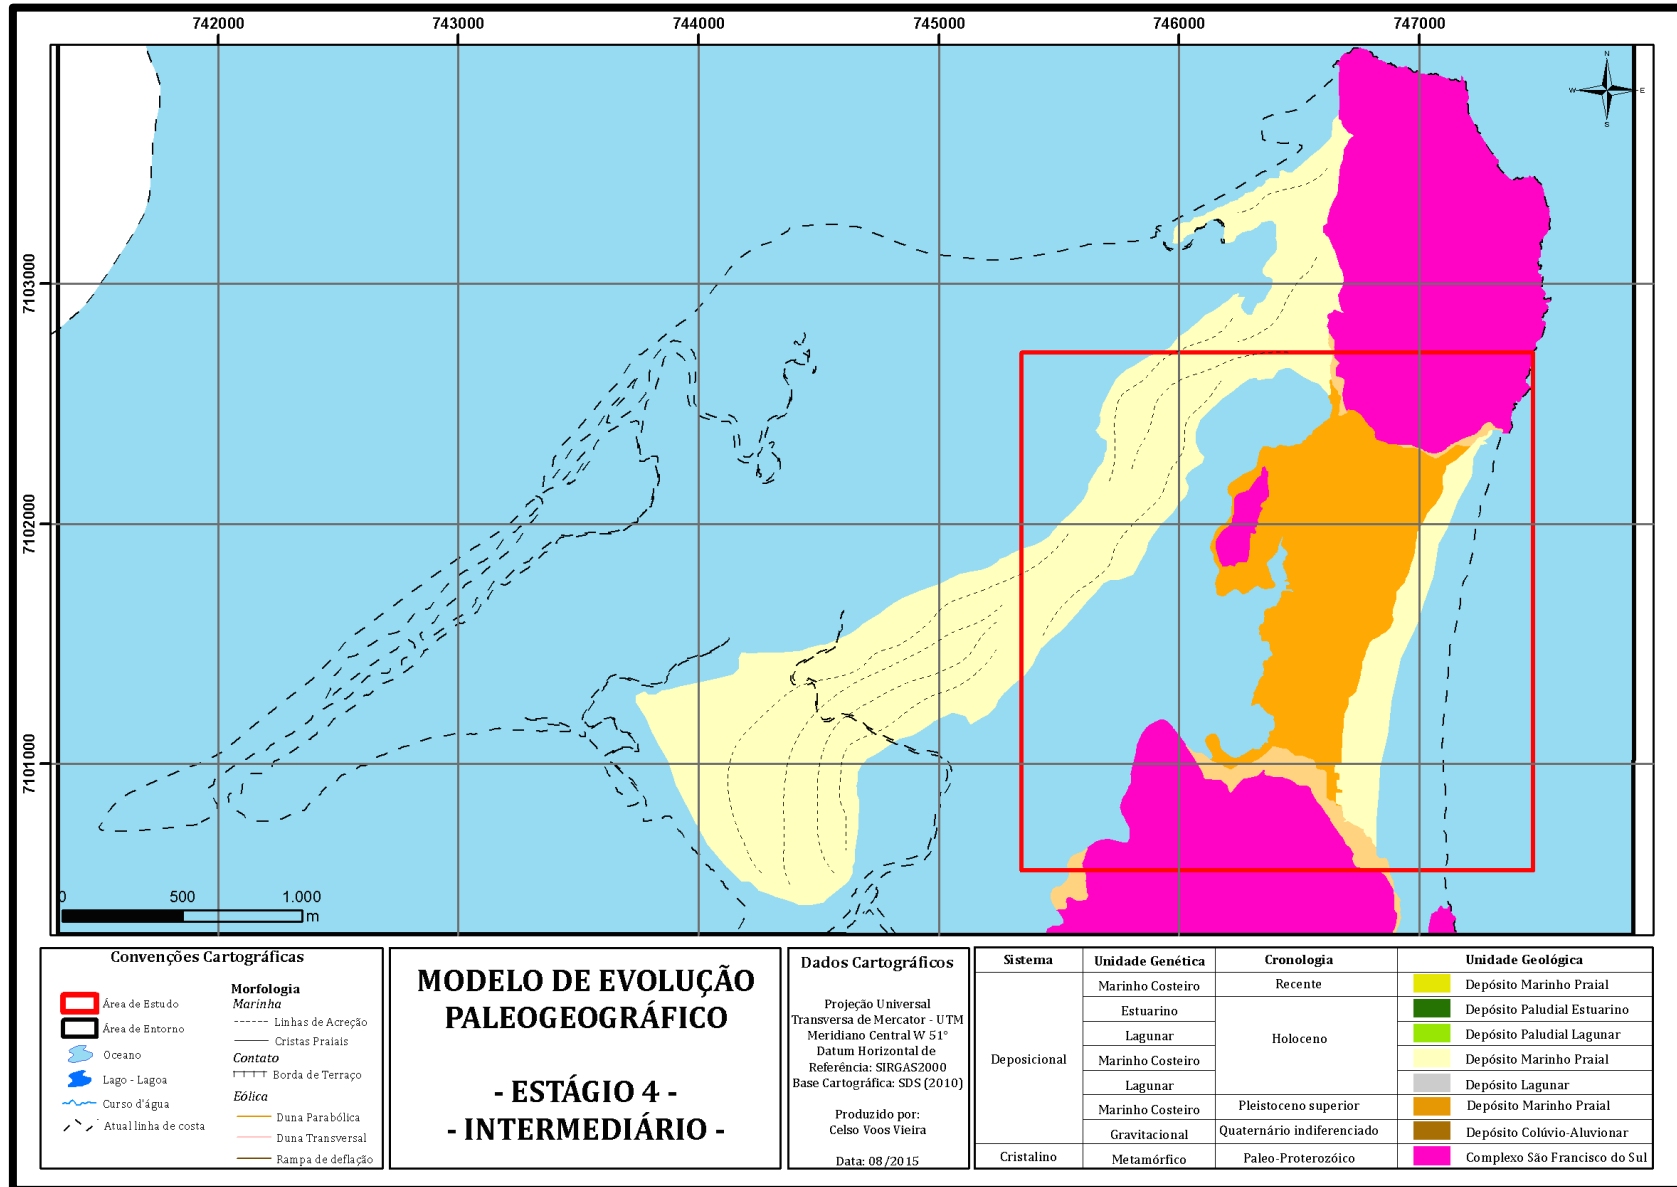 742000 743000 744000 745000 746000 747000
N
W E
S
7103000
7102000
7101000
0 500 1.000
m
Convenções Cartográficas
Área de Estudo
Área de Entorno
Oceano
Lago - Lagoa
Curso d'água
Atual linha de costa
Morfologia
Marinha
Linhas de Acreção
Cristas Praiais
Contato
Borda de Terraço
Eólica
Duna Parabólica
Duna Transversal
Rampa de deflação
MODELO DE EVOLUÇÃO
PALEOGEOGRÁFICO
- ESTÁGIO 4 -
- INTERMEDIÁRIO -
Dados Cartográficos
Projeção Universal
Transversa de Mercator - UTM
Meridiano Central W 51°
Datum Horizontal de
Referência: SIRGAS2000
Base Cartográfica: SDS (2010)
Produzido por:
Celso Voos Vieira
Data: 08/2015
Sistema Unidade Genética Cronologia Unidade Geológica
Marinho Costeiro Recente Depósito Marinho Praial
Estuarino Depósito Paludial Estuarino
Lagunar Holoceno Depósito Paludial Lagunar
Deposicional Marinho Costeiro Depósito Marinho Praial
Lagunar Depósito Lagunar
Marinho Costeiro Pleistoceno superior Depósito Marinho Praial
Gravitacional Quaternário indiferenciado Depósito Colúvio-Aluvionar
Cristalino Metamórfico Paleo-Proterozóico Complexo São Francisco do Sul